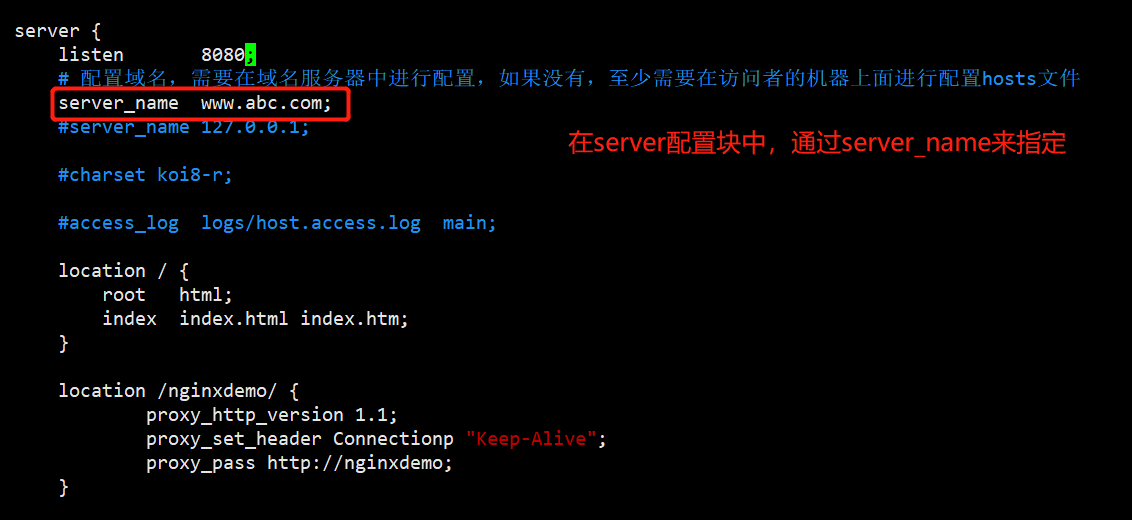 server {
listen 8080;
# 配置域名，需要在域名服务器中进行配置，如果没有，至少需要在访问者的机器上面进行配置hosts文件
server_name www.abc.com;
#server_name 127.0.0.1;
在server配置块中，通过server_name来指定
#charset koi8-r;
#access_log logs/host.access.log main;
location / {
root html;
index index.html index.htm;
}
location /nginxdemo/ {
proxy_http_version 1.1;
proxy_set_header Connectionp "Keep-Alive";
proxy_pass http://nginxdemo;
}